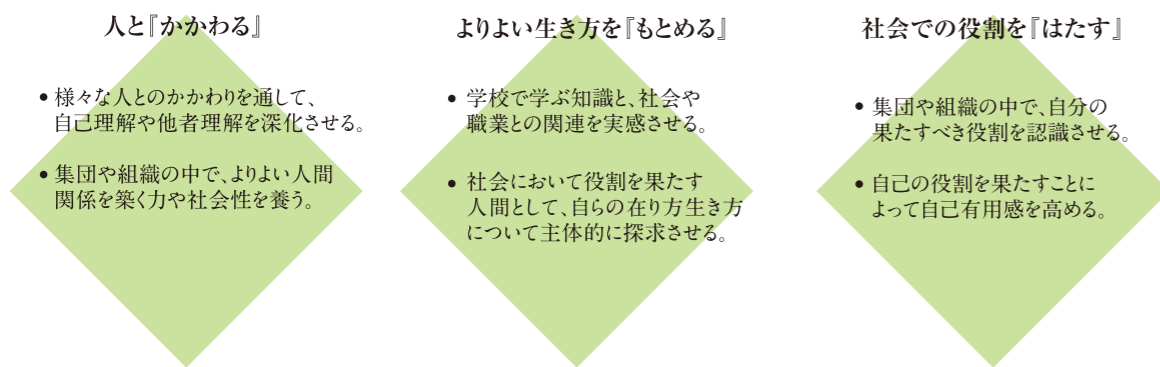 人と『かかわる』
• 様々な人とのかかわりを通して、
自己理解や他者理解を深化させる。
• 集団や組織の中で、よりよい人間
関係を築く力や社会性を養う。
よりよい生き方を『もとめる』
• 学校で学ぶ知識と、社会や
職業との関連を実感させる。
• 社会において役割を果たす
人間として、自らの在り方生き方
について主体的に探求させる。
社会での役割を『はたす』
• 集団や組織の中で、自分の
果たすべき役割を認識させる。
• 自己の役割を果たすことに
よって自己有用感を高める。